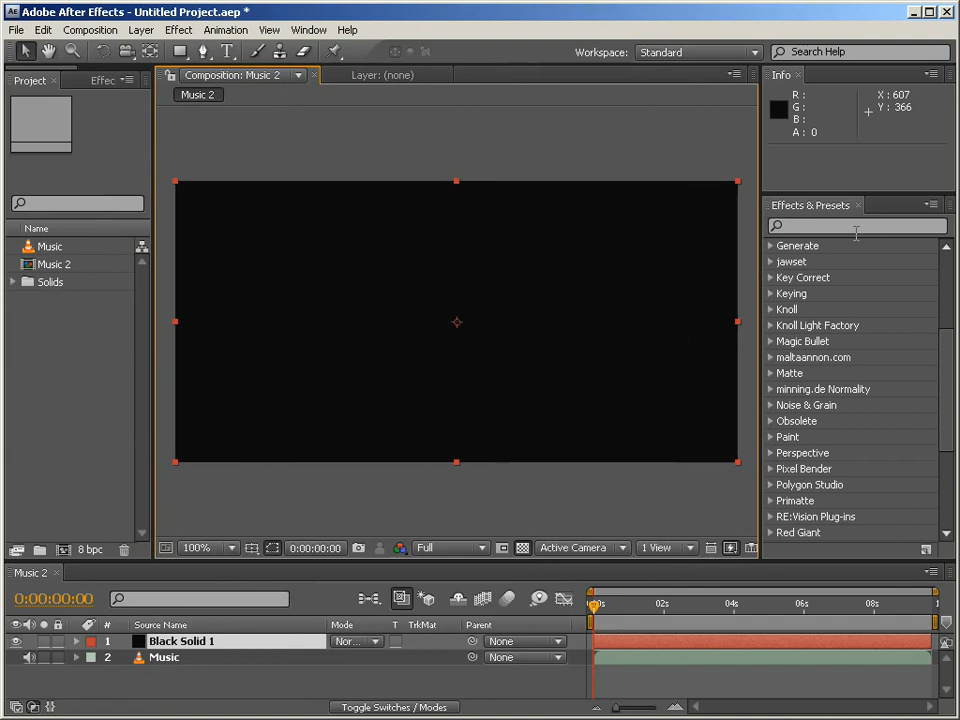 Adobe After Effects - Untitled Project.aep *
File Edit Composition Layer Effect Animation View Window Help
Workspace: Standard Search Help
Project Effec
Composition: Music 2 Layer: (none)
Music 2
Info
R :
G :
B :
A : 0
X : 607
Y : 366
Effects & Presets
Name
Music
Music 2
Solids
Generate
jawset
Key Correct
Keying
Knoll
Knoll Light Factory
Magic Bullet
maltaannon.com
Matte
minning.de Normality
Noise & Grain
Obsolete
Paint
Perspective
Pixel Bender
Polygon Studio
Primatte
RE:Vision Plug-ins
Red Giant
8 bpc
100% 0:00:00:00 Full Active Camera 1 View
Music 2
0:00:00:00
02s 04s 06s 08s
# Source Name Mode T TrkMat Parent
1 Black Solid 1 Nor... None
2 Music None
Toggle Switches / Modes